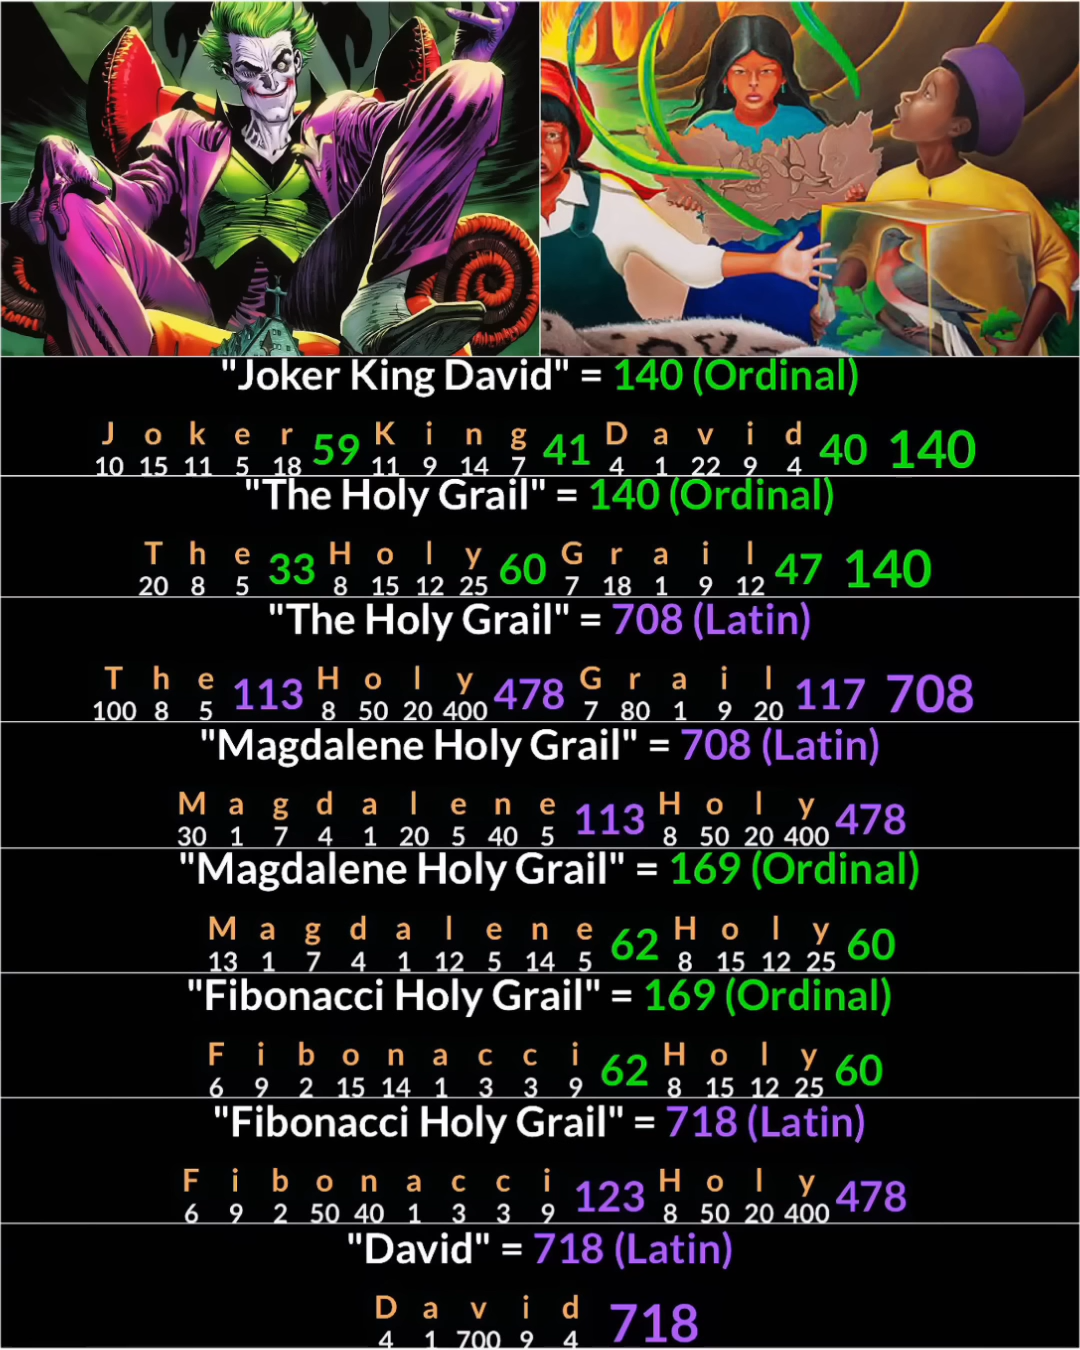 "Joker King David" = 140 (Ordinal)
J o k e r 59 K i n g 41 D a v i d 40 140
10 15 11 5 18 11 9 14 7 4 1 22 9 4
"The Holy Grail" = 140 (Ordinal)
T h e 33 H o l y 60 G r a i l 47 140
20 8 5 8 15 12 25 7 18 1 9 12
"The Holy Grail" = 708 (Latin)
T h e 113 H o l y 478 G r a i l 117 708
100 8 5 8 50 20 400 7 80 1 9 20
"Magdalene Holy Grail" = 708 (Latin)
M a g d a l e n e 113 H o l y 478
30 1 7 4 1 20 5 40 5 8 50 20 400
"Magdalene Holy Grail" = 169 (Ordinal)
M a g d a l e n e 62 H o l y 60
13 1 7 4 1 12 5 14 5 8 15 12 25
"Fibonacci Holy Grail" = 169 (Ordinal)
F i b o n a c c i 62 H o l y 60
6 9 2 15 14 1 3 3 9 8 15 12 25
"Fibonacci Holy Grail" = 718 (Latin)
F i b o n a c c i 123 H o l y 478
6 9 2 50 40 1 3 3 9 8 50 20 400
"David" = 718 (Latin)
D a v i d 718
4 1 700 9 4